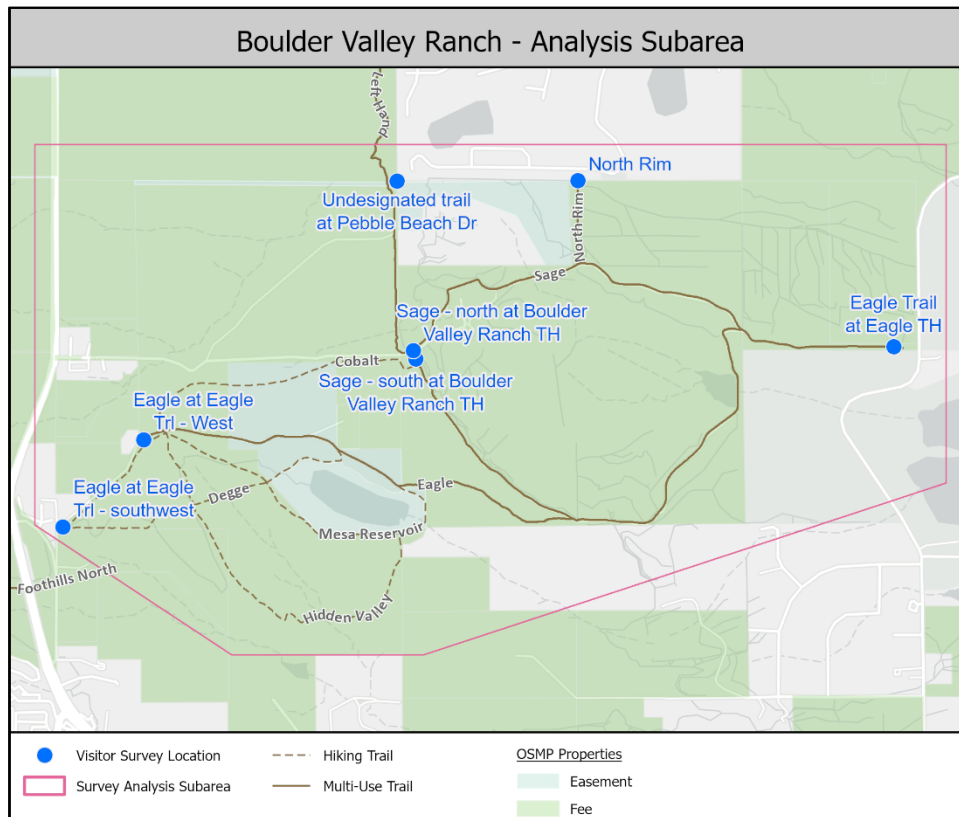 Boulder Valley Ranch - Analysis Subarea
Left Hand
North Rim
Undesignated trail
at Pebble Beach Dr
North Rim
Sage
Eagle Trail
at Eagle TH
Sage - north at Boulder
Valley Ranch TH
Cobalt
Sage - south at Boulder
Valley Ranch TH
Eagle at Eagle
Trl - West
Eagle at Eagle
Trl - southwest
Degge
Eagle
Mesa Reservoir
Foothills North
Hidden Valley
Visitor Survey Location
Survey Analysis Subarea
Hiking Trail
Multi-Use Trail
OSMP Properties
Easement
Fee